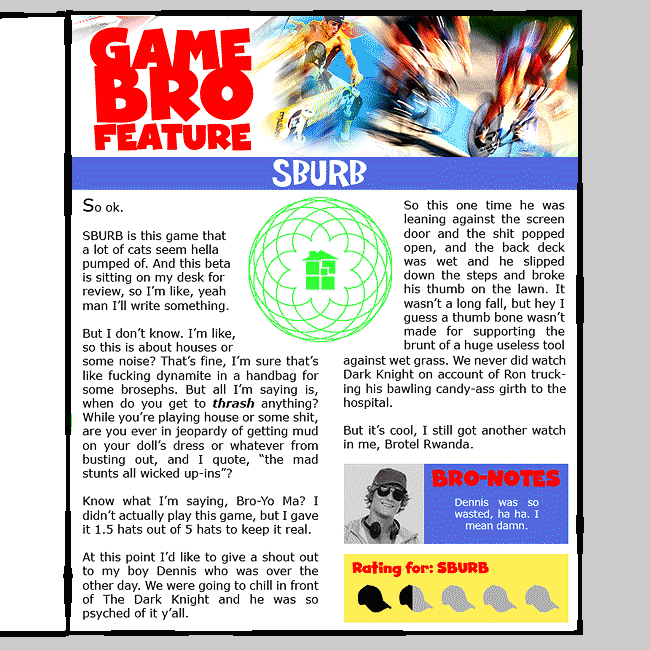 GAME
BRO
FEATURE
SBURB
So ok.
SBURB is this game that
a lot of cats seem hella
pumped of. And this beta
is sitting on my desk for
review, so I'm like, yeah
man I'll write something.
But I don't know. I'm like,
so this is about houses or
some noise? That's fine, I'm sure that's
like fucking dynamite in a handbag for
some brosephs. But all I'm saying is,
when do you get to thrash anything?
While you're playing house or some shit,
are you ever in jeopardy of getting mud
on your doll's dress or whatever from
busting out, and I quote, "the mad
stunts all wicked up-ins"?
Know what I'm saying, Bro-Yo Ma? I
didn't actually play this game, but I gave
it 1.5 hats out of 5 hats to keep it real.
At this point I'd like to give a shout out
to my boy Dennis who was over the
other day. We were going to chill in front
of The Dark Knight and he was so
psyched of it y'all.
So this one time he was
leaning against the screen
door and the shit popped
open, and the back deck
was wet and he slipped
down the steps and broke
his thumb on the lawn. It
wasn't a long fall, but hey I
guess a thumb bone wasn't
made for supporting the
brunt of a huge useless tool
against wet grass. We never did watch
Dark Knight on account of Ron truck-
ing his bawling candy-ass girth to the
hospital.
But it's cool, I still got another watch
in me, Brotel Rwanda.
BRO-NOTES
Dennis was so
wasted, ha ha. I
mean damn.
Rating for: SBURB